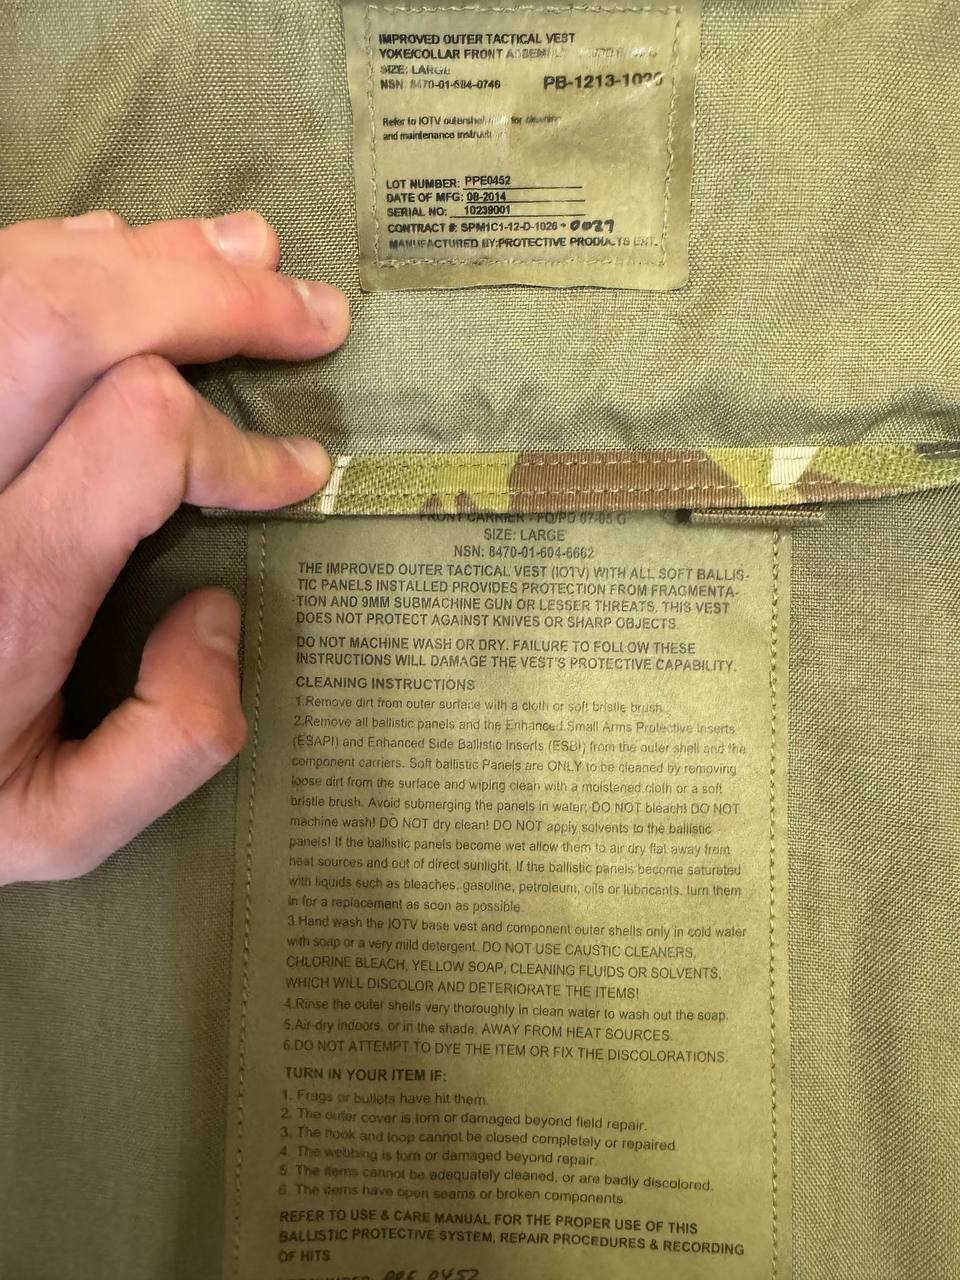 IMPROVED OUTER TACTICAL VEST
YOKE/COLLAR FRONT
SIZE: LARGE
NSN: 8470-01-584-0746 PB-1213-1026
Refer to IOTV outershell for cleaning
and maintenance
LOT NUMBER: PPE0452
DATE OF MFG: 08-2014
SERIAL NO: 10239001
CONTRACT #: SPM1C1-12-D-1026 - 0027
MANUFACTURED BY:PROTECTIVE PRODUCTS ENT.
FRONT CARRIER - FQ/PD 07-05 G
SIZE: LARGE
NSN: 8470-01-604-6662
THE IMPROVED OUTER TACTICAL VEST (IOTV) WITH ALL SOFT BALLIS-
TIC PANELS INSTALLED PROVIDES PROTECTION FROM FRAGMENTA-
TION AND 9MM SUBMACHINE GUN OR LESSER THREATS. THIS VEST
DOES NOT PROTECT AGAINST KNIVES OR SHARP OBJECTS.
DO NOT MACHINE WASH OR DRY. FAILURE TO FOLLOW THESE
INSTRUCTIONS WILL DAMAGE THE VEST'S PROTECTIVE CAPABILITY.
CLEANING INSTRUCTIONS
1.Remove dirt from outer surface with a cloth or soft bristle brush.
2.Remove all ballistic panels and the Enhanced Small Arms Protective Inserts
(ESAPI) and Enhanced Side Ballistic Inserts (ESBI) from the outer shell and the
component carriers. Soft ballistic Panels are ONLY to be cleaned by removing
loose dirt from the surface and wiping clean with a moistened cloth or a soft
bristle brush. Avoid submerging the panels in water; DO NOT bleach! DO NOT
machine wash! DO NOT dry clean! DO NOT apply solvents to the ballistic
panels! If the ballistic panels become wet allow them to air dry flat away from
heat sources and out of direct sunlight. If the ballistic panels become saturated
with liquids such as bleaches, gasoline, petroleum, oils or lubricants, turn them
in for a replacement as soon as possible.
3.Hand wash the IOTV base vest and component outer shells only in cold water
with soap or a very mild detergent. DO NOT USE CAUSTIC CLEANERS,
CHLORINE BLEACH, YELLOW SOAP, CLEANING FLUIDS OR SOLVENTS,
WHICH WILL DISCOLOR AND DETERIORATE THE ITEMS!
4.Rinse the outer shells very thoroughly in clean water to wash out the soap.
5.Air-dry indoors, or in the shade, AWAY FROM HEAT SOURCES.
6.DO NOT ATTEMPT TO DYE THE ITEM OR FIX THE DISCOLORATIONS.
TURN IN YOUR ITEM IF:
1. Frags or bullets have hit them.
2. The outer cover is torn or damaged beyond field repair.
3. The hook and loop cannot be closed completely or repaired.
4. The webbing is torn or damaged beyond repair.
5. The items cannot be adequately cleaned, or are badly discolored.
6. The items have open seams or broken components.
REFER TO USE & CARE MANUAL FOR THE PROPER USE OF THIS
BALLISTIC PROTECTIVE SYSTEM, REPAIR PROCEDURES & RECORDING
OF HITS
PPE 0452